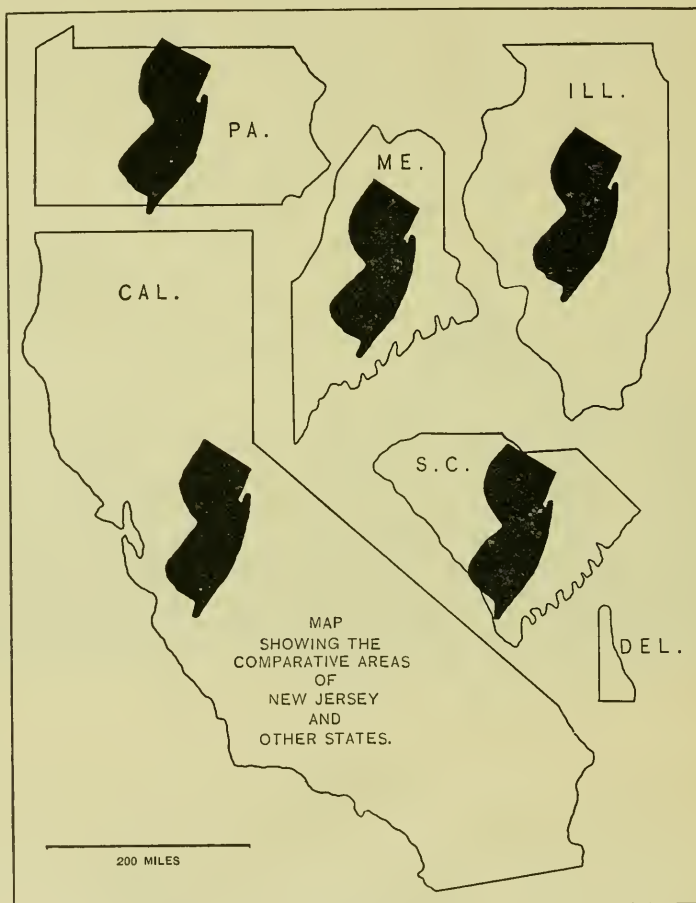 PA.
ILL.
ME.
CAL.
S.C.
DEL.
MAP
SHOWING THE
COMPARATIVE AREAS
OF
NEW JERSEY
AND
OTHER STATES.
200 MILES